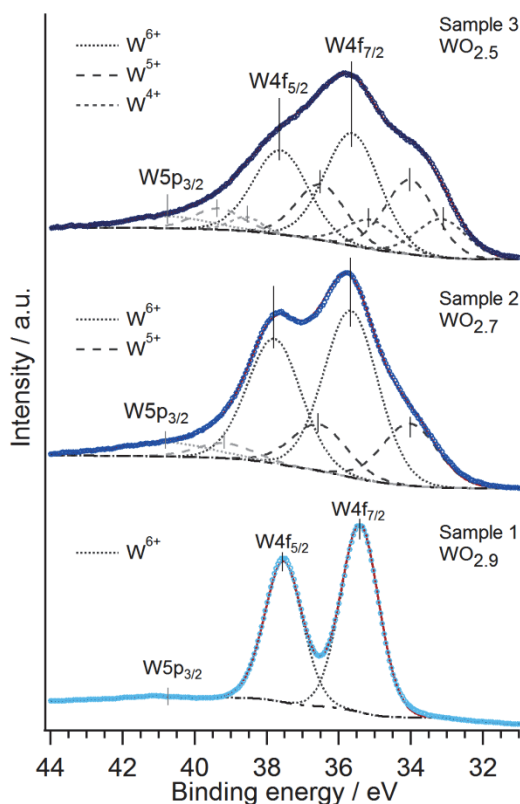 Sample 3
WO2.5
W6+
W5+
W4+
W4f7/2
W4f5/2
W5p3/2
Sample 2
WO2.7
W6+
W5+
W5p3/2
Sample 1
WO2.9
W6+
W4f5/2
W4f7/2
W5p3/2
Intensity / a.u.
44 42 40 38 36 34 32
Binding energy / eV